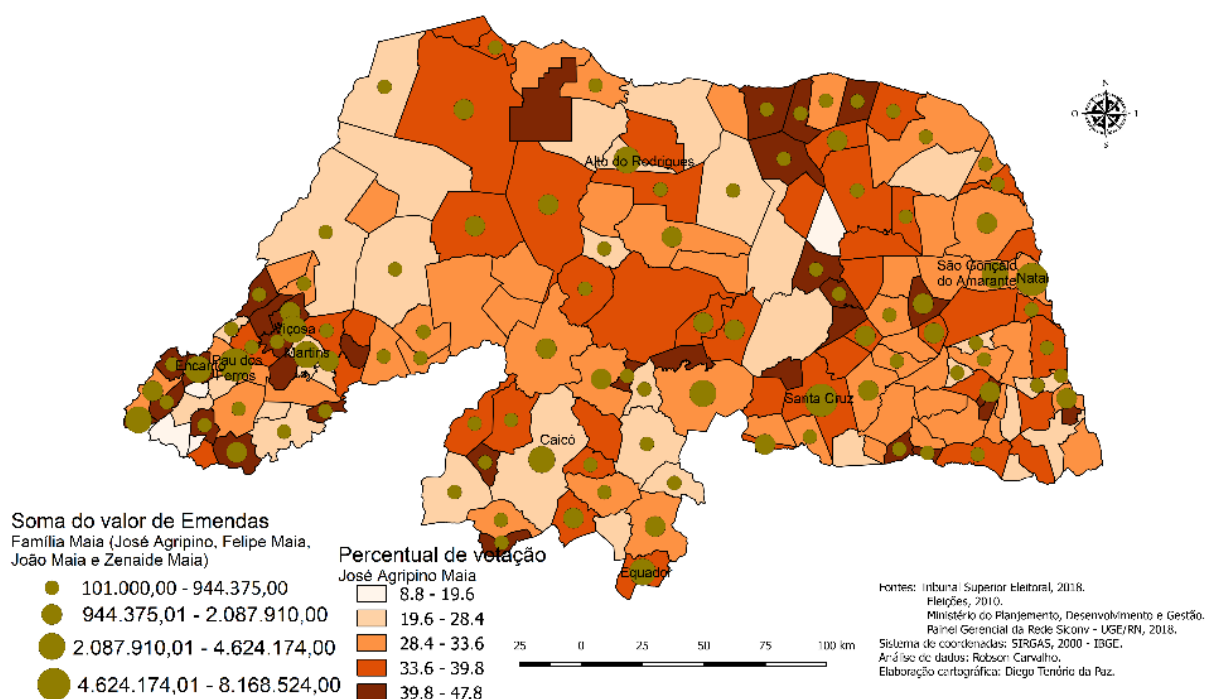 N
O
L
S
Alto do Rodrigues
São Gonçalo
do Amarante
Natal
Viçosa
Martins
Encanto
Pau dos
Ferros
Santa Cruz
Caicó
Equador
Soma do valor de Emendas
Família Maia (José Agripino, Felipe Maia,
João Maia e Zenaide Maia)
101.000,00 - 944.375,00
944.375,01 - 2.087.910,00
2.087.910,01 - 4.624.174,00
4.624.174,01 - 8.168.524,00
Percentual de votação
José Agripino Maia
8.8 - 19.6
19.6 - 28.4
28.4 - 33.6
33.6 - 39.8
39.8 - 47.8
25 0 25 50 75 100 km
Fontes: Tribunal Superior Eleitoral, 2018.
Eleições, 2010.
Ministério do Planjemento, Desenvolvimento e Gestão.
Painel Gerencial da Rede Siconv - UGE/RN, 2018.
Sistema de coordenadas: SIRGAS, 2000 - IBGE.
Análise de dados: Robson Carvalho.
Elaboração cartográfica: Diego Tenório da Paz.